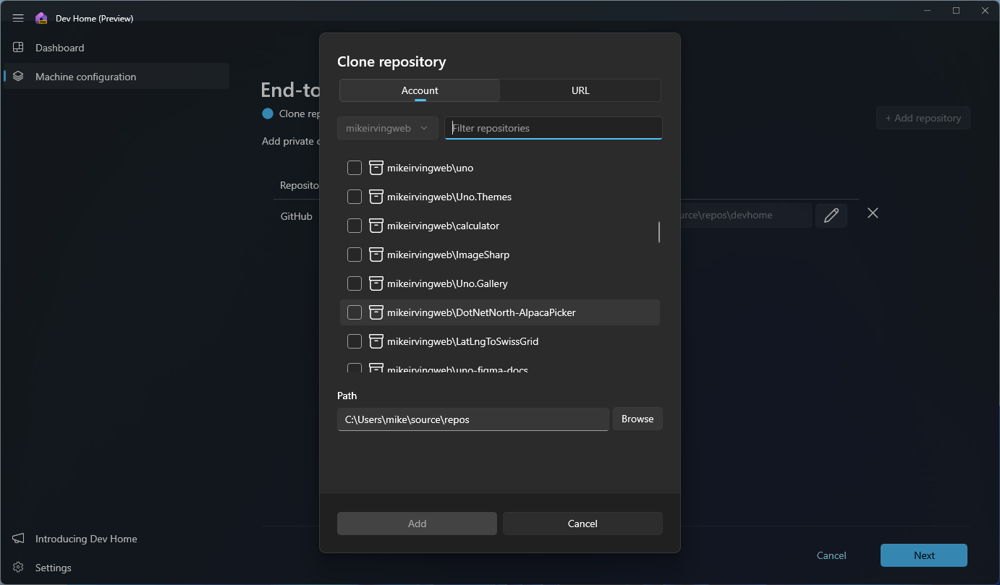 Dev Home (Preview)
Dashboard
Machine configuration
Introducing Dev Home
Settings
End-to
Clone rep
+ Add repository
Add private
Reposito
GitHub
urce\repos\devhome
Clone repository
Account
URL
mikeirvingweb
Filter repositories
mikeirvingweb\uno
mikeirvingweb\Uno.Themes
mikeirvingweb\calculator
mikeirvingweb\ImageSharp
mikeirvingweb\Uno.Gallery
mikeirvingweb\DotNetNorth-AlpacaPicker
mikeirvingweb\LatLngToSwissGrid
mikeirvingweb\uno-figma-docs
Path
C:\Users\mike\source\repos
Browse
Add
Cancel
Cancel
Next